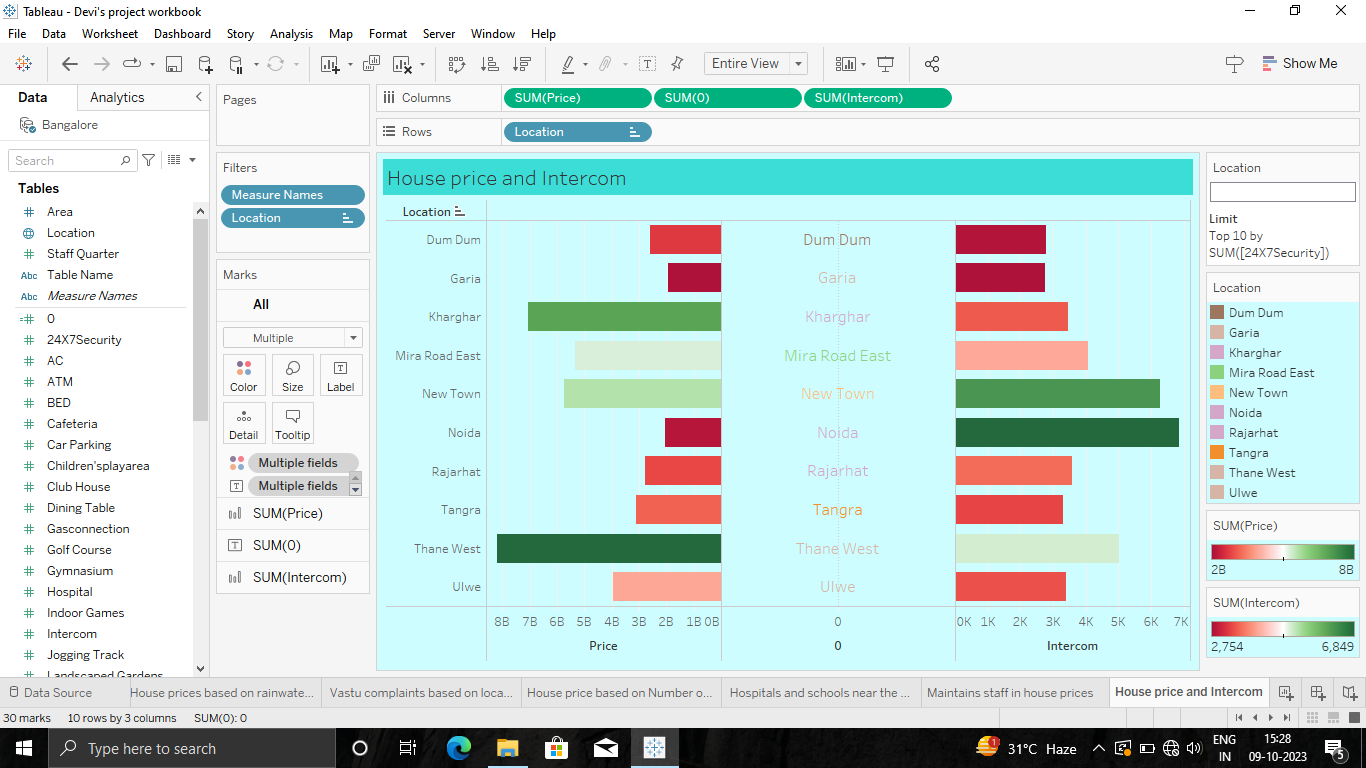 Tableau - Devi's project workbook
File Data Worksheet Dashboard Story Analysis Map Format Server Window Help
Entire View
Show Me
Data Analytics
Bangalore
Search
Tables
Area
Location
Staff Quarter
Abc Table Name
Abc Measure Names
0
24X7Security
AC
ATM
BED
Cafeteria
Car Parking
Children'splayarea
Club House
Dining Table
Gasconnection
Golf Course
Gymnasium
Hospital
Indoor Games
Intercom
Jogging Track
Landscaped Gardens
Pages
Filters
Measure Names
Location
Marks
All
Multiple
Color Size Label
Detail Tooltip
Multiple fields
Multiple fields
SUM(Price)
SUM(0)
SUM(Intercom)
Columns SUM(Price) SUM(0) SUM(Intercom)
Rows Location
House price and Intercom
Location
Dum Dum Dum Dum
Garia Garia
Kharghar Kharghar
Mira Road East Mira Road East
New Town New Town
Noida Noida
Rajarhat Rajarhat
Tangra Tangra
Thane West Thane West
Ulwe Ulwe
8B 7B 6B 5B 4B 3B 2B 1B 0B 0 0K 1K 2K 3K 4K 5K 6K 7K
Price 0 Intercom
Location
Limit
Top 10 by
SUM([24X7Security])
Location
Dum Dum
Garia
Kharghar
Mira Road East
New Town
Noida
Rajarhat
Tangra
Thane West
Ulwe
SUM(Price)
2B 8B
SUM(Intercom)
2,754 6,849
Data Source House prices based on rainwate... Vastu complaints based on loca... House price based on Number o... Hospitals and schools near the ... Maintains staff in house prices House price and Intercom
30 marks 10 rows by 3 columns SUM(0): 0
Type here to search
1
31°C Haze
ENG
IN
15:28
09-10-2023
5